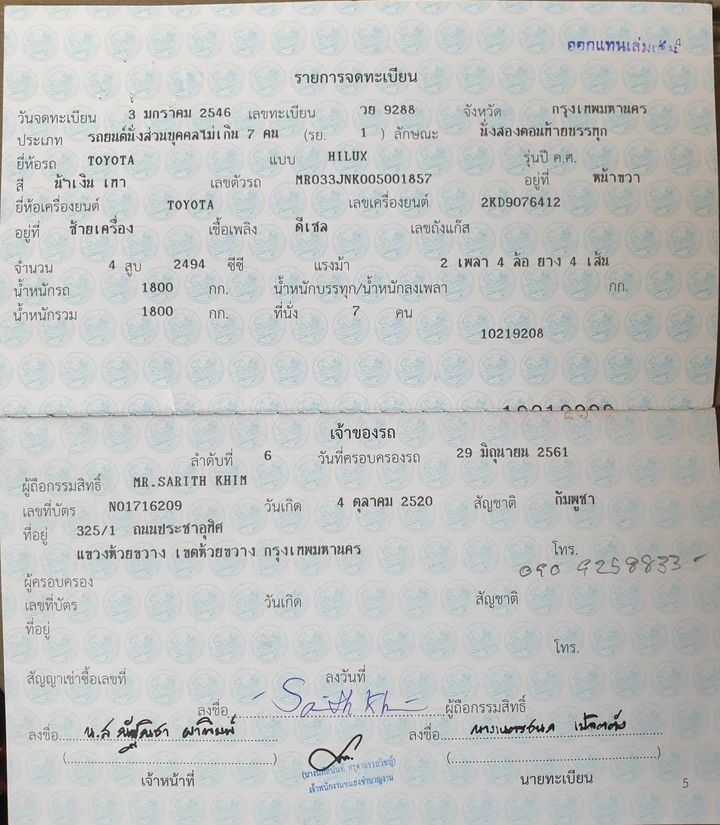 ออกแทนเล่มเดิม
รายการจดทะเบียน
วันจดทะเบียน 3 มกราคม 2546 เลขทะเบียน วย 9288 จังหวัด กรุงเทพมหานคร
ประเภท รถยนต์นั่งส่วนบุคคลไม่เกิน 7 คน (รย. 1 ) ลักษณะ นั่งสองตอนท้ายบรรทุก
ยี่ห้อรถ TOYOTA แบบ HILUX รุ่นปี ค.ศ.
สี น้ำเงิน เทา เลขตัวรถ MR033JNK005001857 อยู่ที่ หน้าขวา
ยี่ห้อเครื่องยนต์ TOYOTA เลขเครื่องยนต์ 2KD9076412
อยู่ที่ ซ้ายเครื่อง เชื้อเพลิง ดีเซล เลขถังแก๊ส
จำนวน 4 สูบ 2494 ซีซี แรงม้า 2 เพลา 4 ล้อ ยาง 4 เส้น
น้ำหนักรถ 1800 กก. น้ำหนักบรรทุก/น้ำหนักลงเพลา กก.
น้ำหนักรวม 1800 กก. ที่นั่ง 7 คน
10219208
เจ้าของรถ
ลำดับที่ 6 วันที่ครอบครองรถ 29 มิถุนายน 2561
ผู้ถือกรรมสิทธิ์ MR.SARITH KHIM
เลขที่บัตร N01716209 วันเกิด 4 ตุลาคม 2520 สัญชาติ กัมพูชา
ที่อยู่ 325/1 ถนนประชาอุทิศ
แขวงห้วยขวาง เขตห้วยขวาง กรุงเทพมหานคร โทร.
090 9258833-
ผู้ครอบครอง
เลขที่บัตร วันเกิด สัญชาติ
ที่อยู่
โทร.
สัญญาเช่าซื้อเลขที่ ลงวันที่
ลงชื่อ Sarith Khi ผู้ถือกรรมสิทธิ์
ลงชื่อ น.ส ลงชื่อ
(เจ้าหน้าที่) นายทะเบียน
เจ้าพนักงานขนส่งชำนาญงาน
5